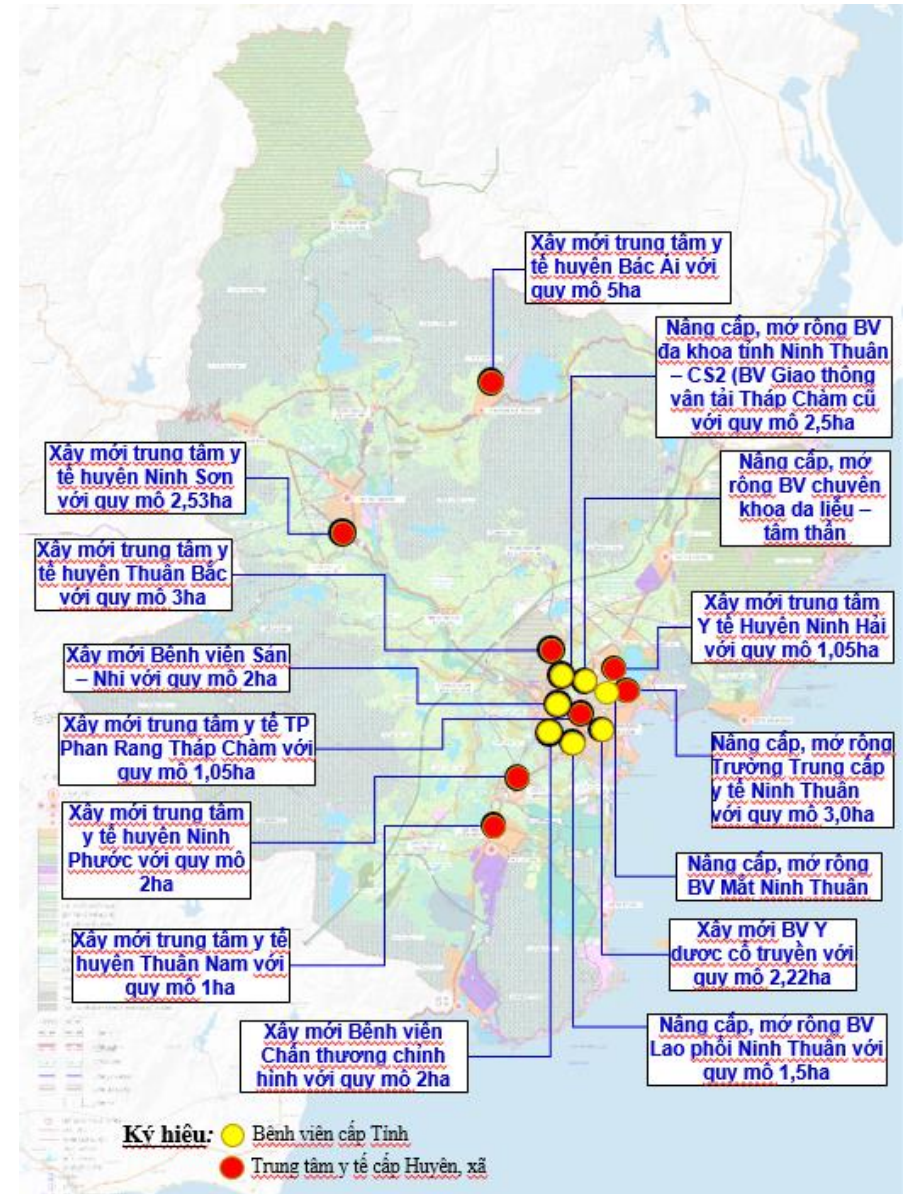 Xây mới trung tâm y
tế huyện Bác Ái với
quy mô 5ha
Nâng cấp, mở rộng BV
đa khoa tỉnh Ninh Thuận
– CS2 (BV Giao thông
vận tải Tháp Chàm cũ
với quy mô 2,5ha
Xây mới trung tâm y
tế huyện Ninh Sơn
với quy mô 2,53ha
Nâng cấp, mở
rộng BV chuyên
khoa da liễu –
tâm thần
Xây mới trung tâm y
tế huyện Thuận Bắc
với quy mô 3ha
Xây mới trung tâm
Y tế Huyện Ninh Hải
với quy mô 1,05ha
Xây mới Bệnh viện Sản
– Nhi với quy mô 2ha
Xây mới trung tâm y tế TP
Phan Rang Tháp Chàm với
quy mô 1,05ha
Nâng cấp, mở rộng
Trường Trung cấp
y tế Ninh Thuận
với quy mô 3,0ha
Xây mới trung tâm
y tế huyện Ninh
Phước với quy mô
2ha
Nâng cấp, mở rộng
BV Mắt Ninh Thuận
Xây mới BV Y
dược cổ truyền với
quy mô 2,22ha
Xây mới trung tâm y tế
huyện Thuận Nam với
quy mô 1ha
Xây mới Bệnh viện
Chấn thương chỉnh
hình với quy mô 2ha
Nâng cấp, mở rộng BV
Lao phổi Ninh Thuận với
quy mô 1,5ha
Ký hiệu: Bệnh viện cấp Tỉnh
Trung tâm y tế cấp Huyện, xã